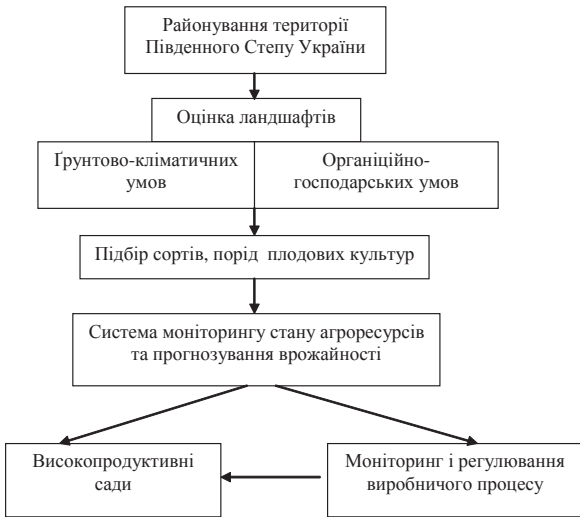 Районування території
Південного Степу України
Оцінка ландшафтів
Ґрунтово-кліматичних
умов
Органіційно-
господарських умов
Підбір сортів, порід плодових культур
Система моніторингу стану агроресурсів
та прогнозування врожайності
Високопродуктивні
сади
Моніторинг і регулювання
виробничого процесу